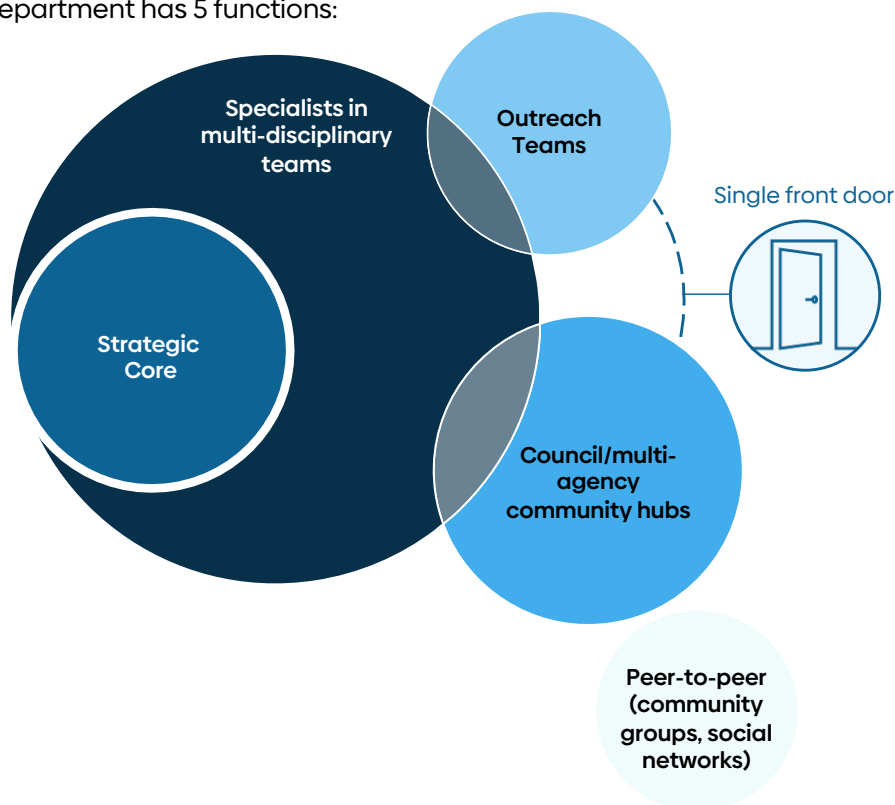 epartment has 5 functions:
Specialists in
multi-disciplinary
teams
Outreach
Teams
Single front door
Strategic
Core
Council/multi-
agency
community hubs
Peer-to-peer
(community
groups, social
networks)